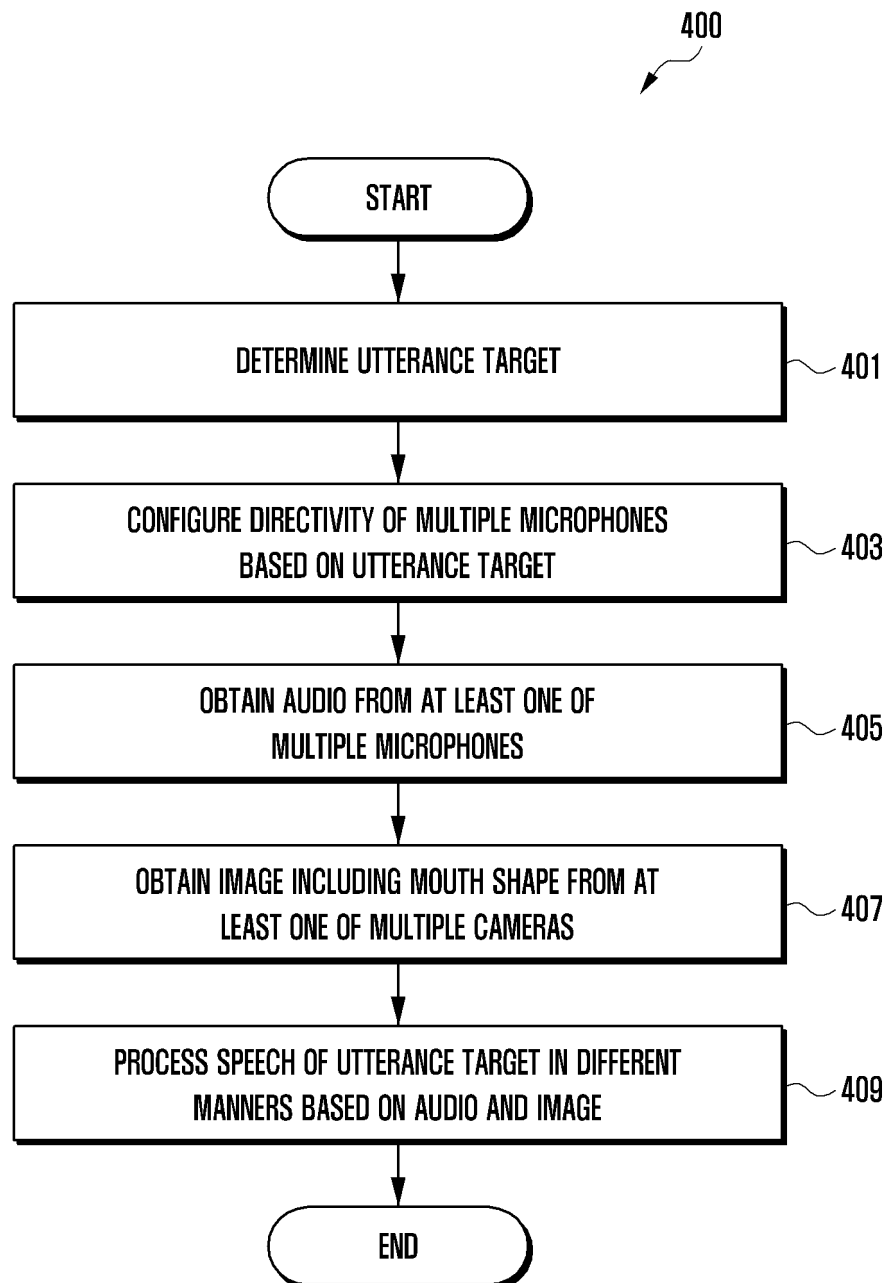 400
START
DETERMINE UTTERANCE TARGET
401
CONFIGURE DIRECTIVITY OF MULTIPLE MICROPHONES
BASED ON UTTERANCE TARGET
403
OBTAIN AUDIO FROM AT LEAST ONE OF
MULTIPLE MICROPHONES
405
OBTAIN IMAGE INCLUDING MOUTH SHAPE FROM AT
LEAST ONE OF MULTIPLE CAMERAS
407
PROCESS SPEECH OF UTTERANCE TARGET IN DIFFERENT
MANNERS BASED ON AUDIO AND IMAGE
409
END